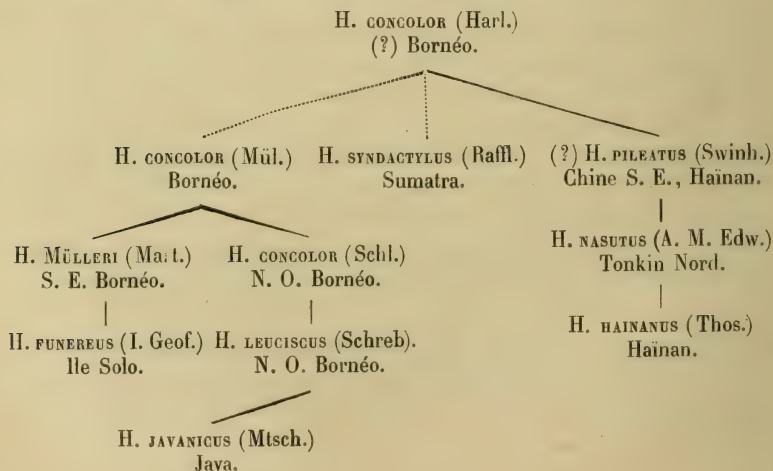 H. CONCOLOR (Harl.)
(?) Bornéo.
H. CONCOLOR (Mül.) H. SYNDACTYLUS (Raffl.) (?) H. PILEATUS (Swinh.)
Bornéo. Sumatra. Chine S. E., Haïnan.
H. MÜLLERI (Mart.) H. CONCOLOR (Schl.) H. NASUTUS (A. M. Edw.)
S. E. Bornéo. N. O. Bornéo. Tonkin Nord.
H. FUNEREUS (I. Geof.) H. LEUCISCUS (Schreb). H. HAINANUS (Thos.)
Ile Solo. N. O. Bornéo. Haïnan.
H. JAVANICUS (Mtsch.)
Java.